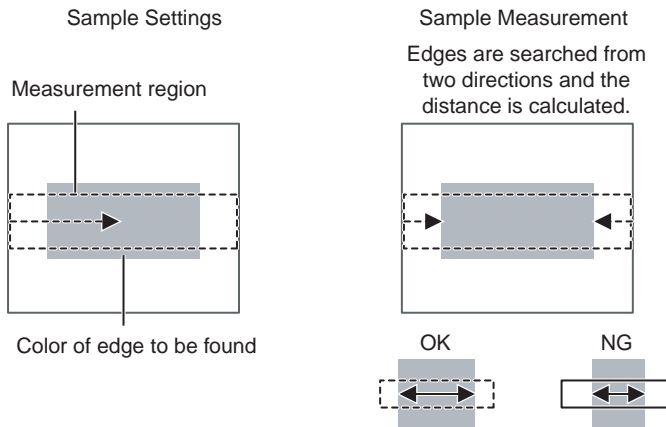 Sample Settings
Measurement region
Color of edge to be found
Sample Measurement
Edges are searched from
two directions and the
distance is calculated.
OK
NG